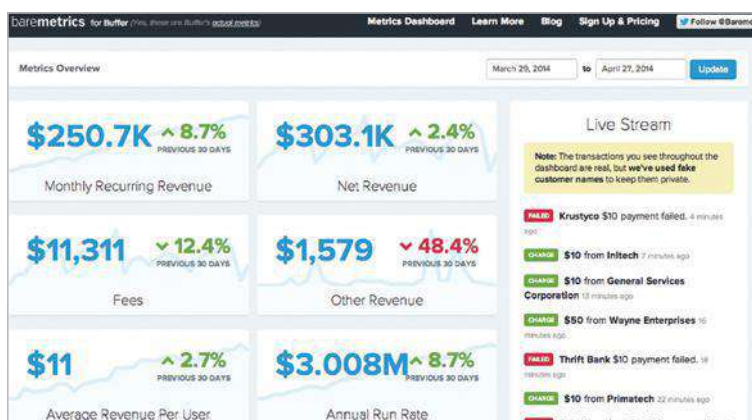 baremetrics for Buffer (Yes, these are Buffer's actual metrics)
Metrics Dashboard Learn More Blog Sign Up & Pricing Follow @Bareme
Metrics Overview
March 29, 2014 to April 27, 2014 Update
$250.7K 8.7%
PREVIOUS 30 DAYS
Monthly Recurring Revenue
$303.1K 2.4%
PREVIOUS 30 DAYS
Net Revenue
$11,311 12.4%
PREVIOUS 30 DAYS
Fees
$1,579 48.4%
PREVIOUS 30 DAYS
Other Revenue
$11 2.7%
PREVIOUS 30 DAYS
Average Revenue Per User
$3.008M 8.7%
PREVIOUS 30 DAYS
Annual Run Rate
Live Stream
Note: The transactions you see throughout the
dashboard are real, but we've used fake
customer names to keep them private.
FAILED Krustyco $10 payment failed. 4 minutes
ago
CHARGE $10 from Initech 7 minutes ago
CHARGE $10 from General Services
Corporation 13 minutes ago
CHARGE $50 from Wayne Enterprises 16
minutes ago
FAILED Thrift Bank $10 payment failed. 18
minutes ago
CHARGE $10 from Primatech 22 minutes ago